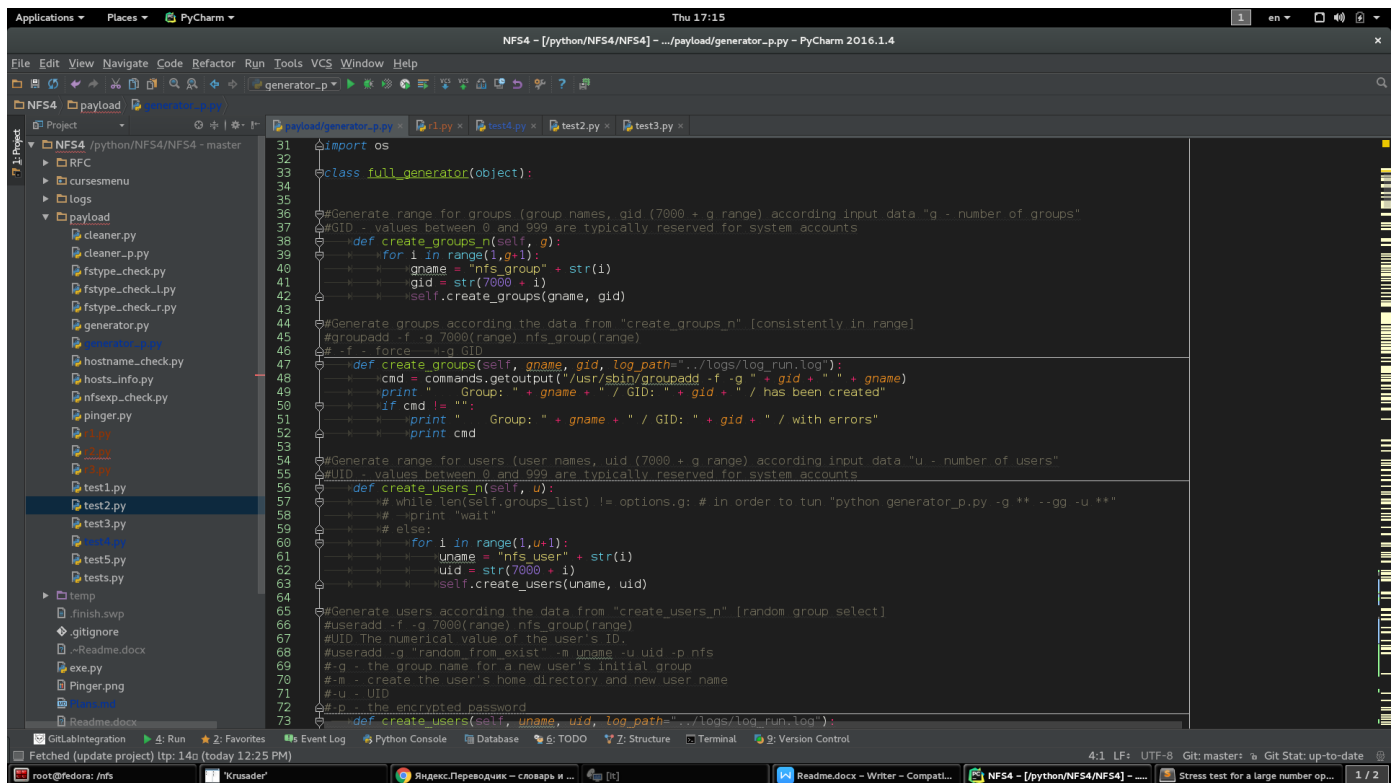 Applications Places PyCharm Thu 17:15 1 en
NFS4 – [/python/NFS4/NFS4] – .../payload/generator_p.py – PyCharm 2016.1.4 ×
File Edit View Navigate Code Refactor Run Tools VCS Window Help
generator_p
NFS4 payload generator_p.py
Project payload/generator_p.py × r1.py × test4.py × test2.py × test3.py ×
1: Project
NFS4 /python/NFS4/NFS4 - master
RFC
cursesmenu
logs
payload
cleaner.py
cleaner_p.py
fstype_check.py
fstype_check_l.py
fstype_check_r.py
generator.py
generator_p.py
hostname_check.py
hosts_info.py
nfsexp_check.py
pinger.py
r1.py
r2.py
r3.py
test1.py
test2.py
test3.py
test4.py
test5.py
tests.py
temp
.finish.swp
.gitignore
.~Readme.docx
exe.py
Pinger.png
Plans.md
Readme.docx
31 import os
32
33 class full_generator(object):
34
35
36 #Generate range for groups (group names, gid (7000 + g range) according input data "g - number of groups"
37 #GID - values between 0 and 999 are typically reserved for system accounts
38 def create_groups_n(self, g):
39 for i in range(1,g+1):
40 gname = "nfs_group" + str(i)
41 gid = str(7000 + i)
42 self.create_groups(gname, gid)
43
44 #Generate groups according the data from "create_groups_n" [consistently in range]
45 #groupadd -f -g 7000(range) nfs_group(range)
46 # -f - force -g GID
47 def create_groups(self, gname, gid, log_path="../logs/log_run.log"):
48 cmd = commands.getoutput("/usr/sbin/groupadd -f -g " + gid + " " + gname)
49 print " Group: " + gname + " / GID: " + gid + " / has been created"
50 if cmd != "":
51 print " Group: " + gname + " / GID: " + gid + " / with errors"
52 print cmd
53
54 #Generate range for users (user names, uid (7000 + g range) according input data "u - number of users"
55 #UID - values between 0 and 999 are typically reserved for system accounts
56 def create_users_n(self, u):
57 # while len(self.groups_list) != options.g: # in order to tun "python generator_p.py -g ** --gg -u **"
58 # print "wait"
59 # else:
60 for i in range(1,u+1):
61 uname = "nfs_user" + str(i)
62 uid = str(7000 + i)
63 self.create_users(uname, uid)
64
65 #Generate users according the data from "create_users_n" [random group select]
66 #useradd -f -g 7000(range) nfs_group(range)
67 #UID The numerical value of the user's ID.
68 #useradd -g "random_from_exist" -m uname -u uid -p nfs
69 #-g - the group name for a new user's initial group
70 #-m - create the user's home directory and new user name
71 #-u - UID
72 #-p - the encrypted password
73 def create_users(self, uname, uid, log_path="../logs/log_run.log"):
GitLabIntegration 4: Run 2: Favorites Event Log Python Console Database 6: TODO 7: Structure Terminal 9: Version Control
Fetched (update project) ltp: 14 (today 12:25 PM) 4:1 LF÷ UTF-8 Git: master÷ Git Stat: up-to-date
root@fedora: /nfs 'Krusader' Яндекс.Переводчик – словарь и ... [lt] Readme.docx – Writer – Compati... NFS4 – [/python/NFS4/NFS4] – .... Stress test for a large number op... 1 / 2